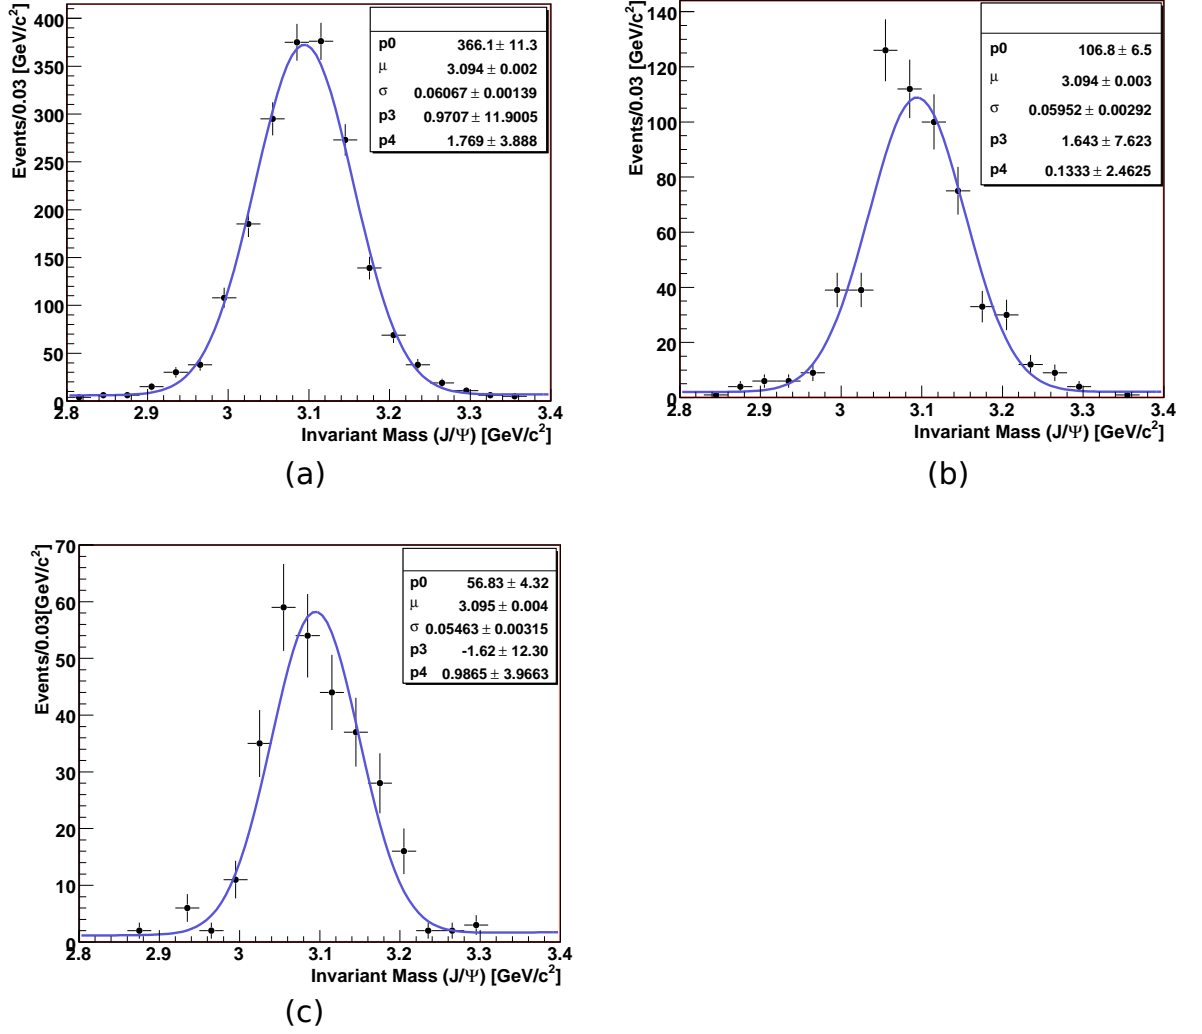 Events/0.03 [GeV/c²]
400
350
300
250
200
150
100
50
0
2.8 2.9 3 3.1 3.2 3.3 3.4
Invariant Mass (J/Ψ) [GeV/c²]
p0 366.1 ± 11.3
μ 3.094 ± 0.002
σ 0.06067 ± 0.00139
p3 0.9707 ± 11.9005
p4 1.769 ± 3.888
(a)
Events/0.03 [GeV/c²]
140
120
100
80
60
40
20
0
2.8 2.9 3 3.1 3.2 3.3 3.4
Invariant Mass (J/Ψ) [GeV/c²]
p0 106.8 ± 6.5
μ 3.094 ± 0.003
σ 0.05952 ± 0.00292
p3 1.643 ± 7.623
p4 0.1333 ± 2.4625
(b)
Events/0.03[GeV/c²]
70
60
50
40
30
20
10
0
2.8 2.9 3 3.1 3.2 3.3 3.4
Invariant Mass (J/Ψ) [GeV/c²]
p0 56.83 ± 4.32
μ 3.095 ± 0.004
σ 0.05463 ± 0.00315
p3 -1.62 ± 12.30
p4 0.9865 ± 3.9663
(c)